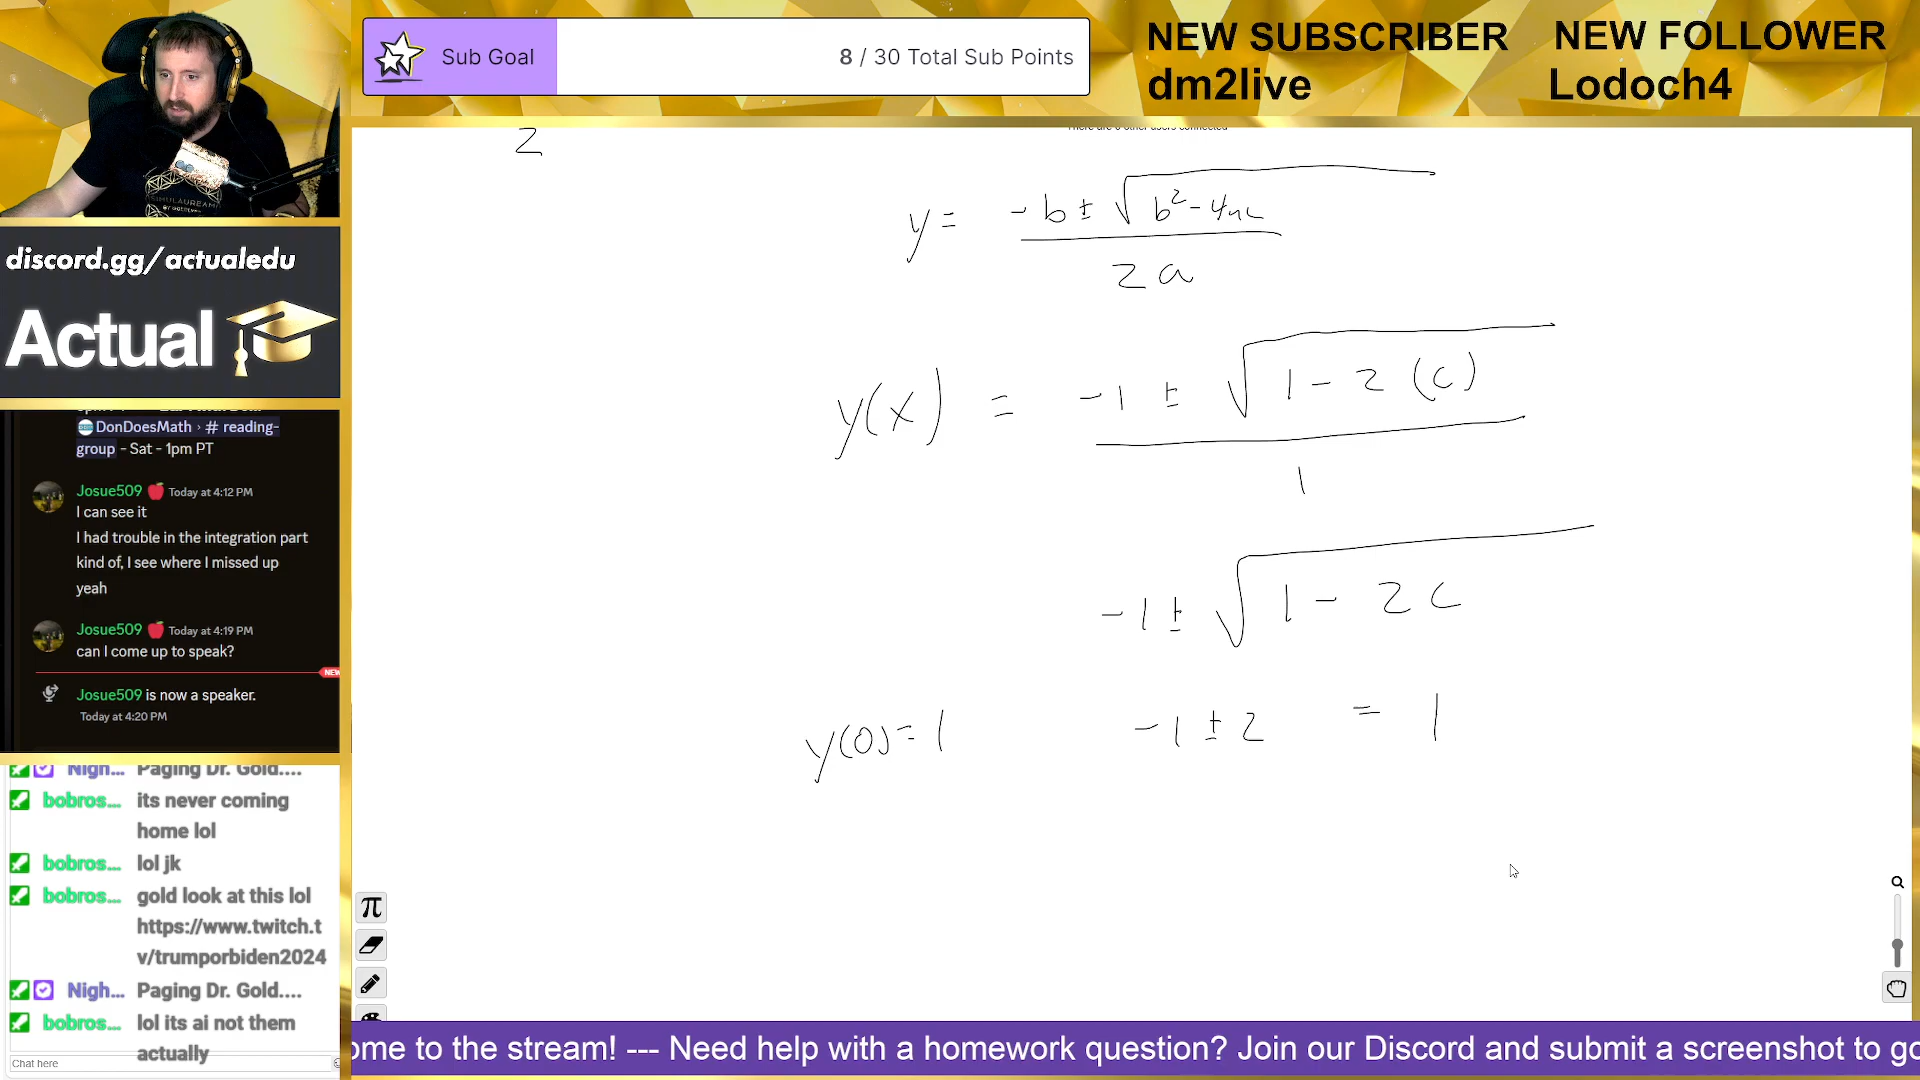 Sub Goal
8 / 30 Total Sub Points
NEW SUBSCRIBER
dm2live
NEW FOLLOWER
Lodoch4
discord.gg/actualedu
Actual
DonDoesMath › # reading-
group - Sat - 1pm PT
Josue509 Today at 4:12 PM
I can see it
I had trouble in the integration part
kind of, I see where I missed up
yeah
Josue509 Today at 4:19 PM
can I come up to speak?
NEW
Josue509 is now a speaker.
Today at 4:20 PM
Nigh... Paging Dr. Gold....
bobros... its never coming
home lol
bobros... lol jk
bobros... gold look at this lol
https://www.twitch.t
v/trumporbiden2024
Nigh... Paging Dr. Gold....
bobros... lol its ai not them
actually
Chat here
2
y = -b ± √b² - 4ac
2a
y(x) = -1 ± √1 - 2 (c)
1
-1 ± √1 - 2c
y(0) = 1 -1 ± 2 = 1
π
ome to the stream! --- Need help with a homework question? Join our Discord and submit a screenshot to go